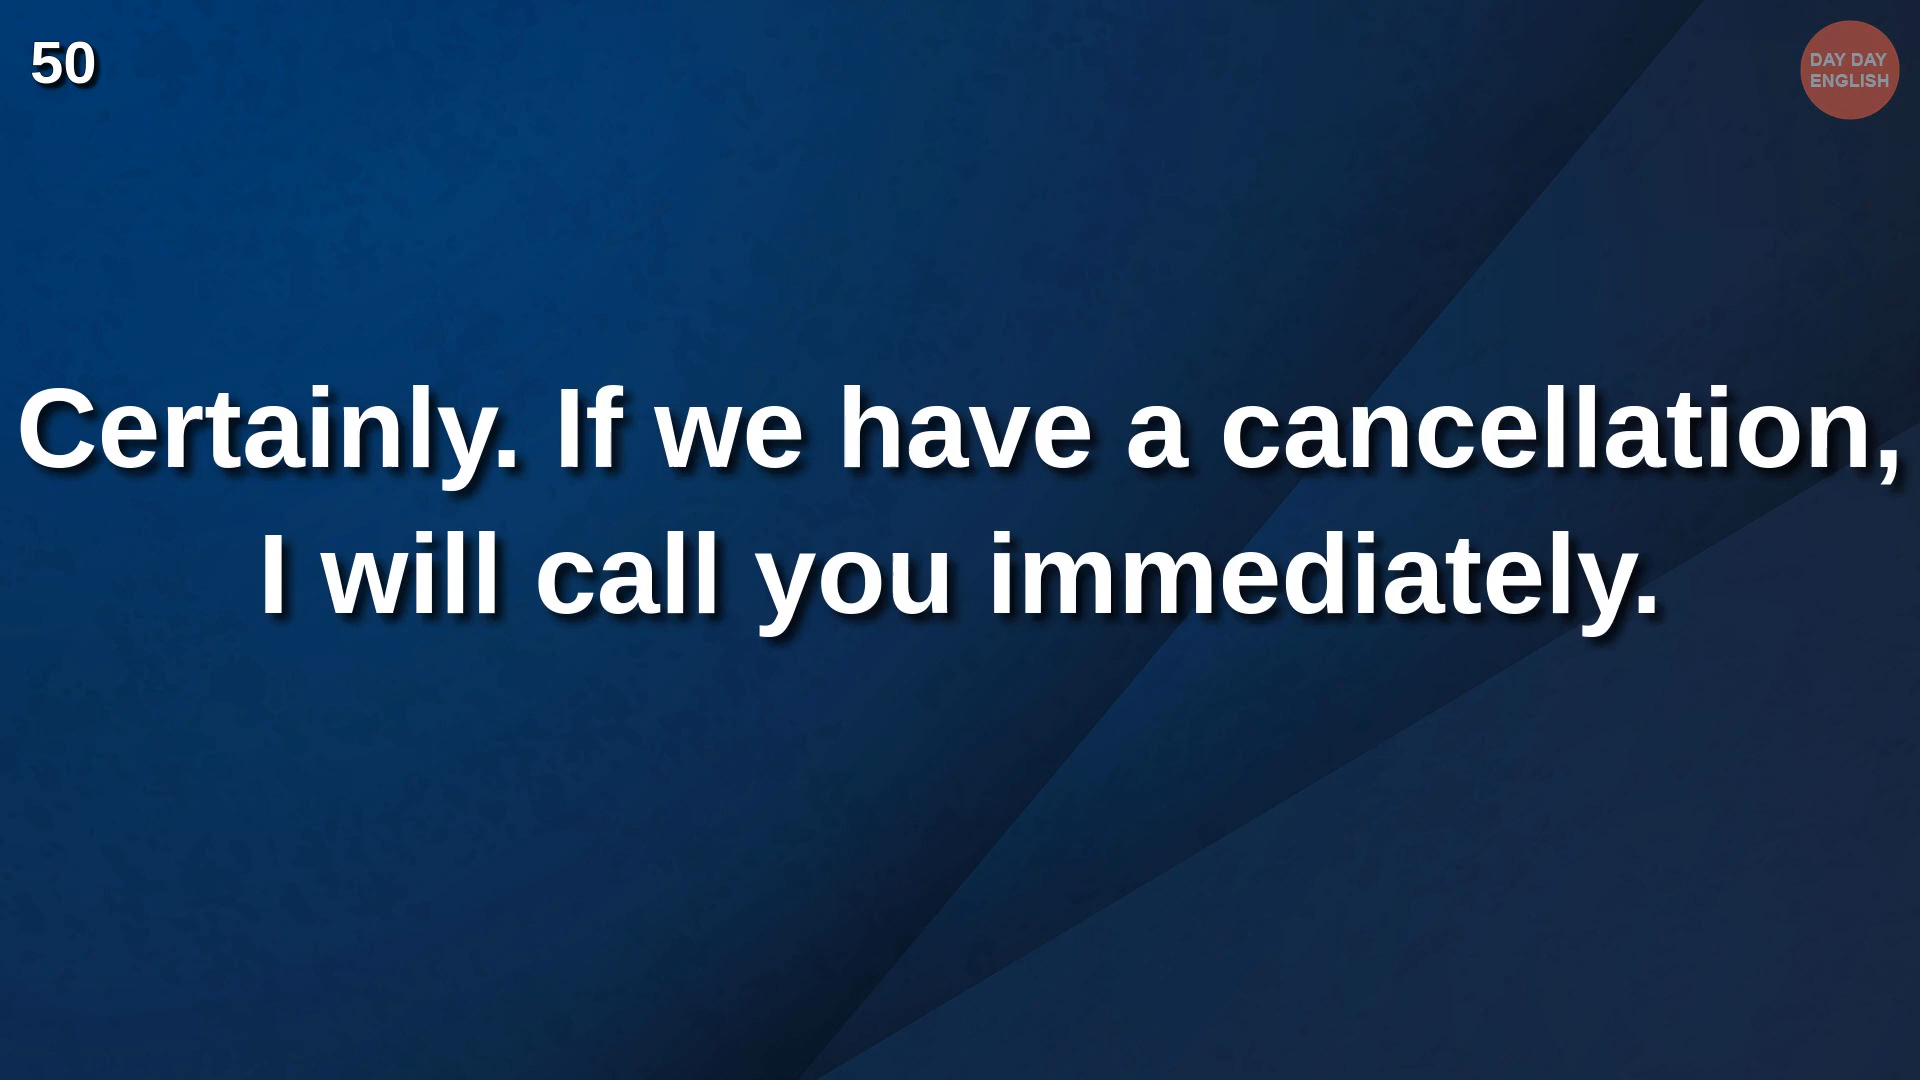 50
DAY DAY
ENGLISH
Certainly. If we have a cancellation,
I will call you immediately.